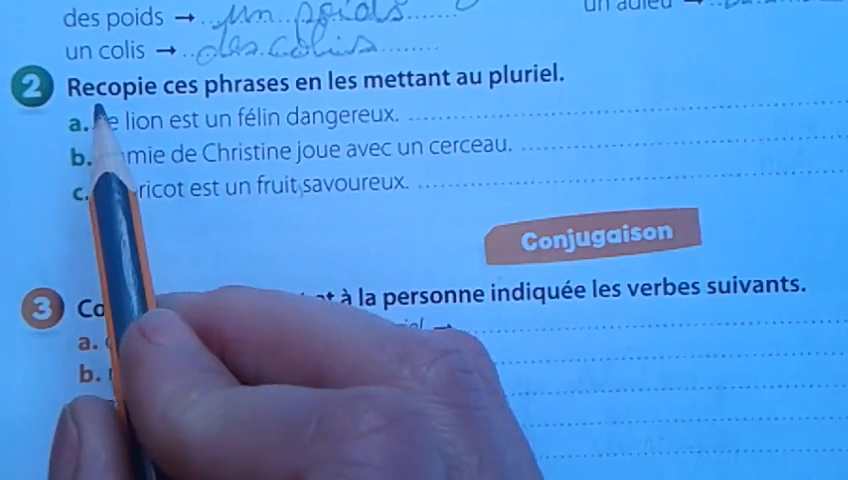 des poids → un poids
un adieu →
un colis → des colis
2 Recopie ces phrases en les mettant au pluriel.
a. lion est un félin dangereux.
b. mie de Christine joue avec un cerceau.
c. ricot est un fruit savoureux.
Conjugaison
3 Co à la personne indiquée les verbes suivants.
a.
b.